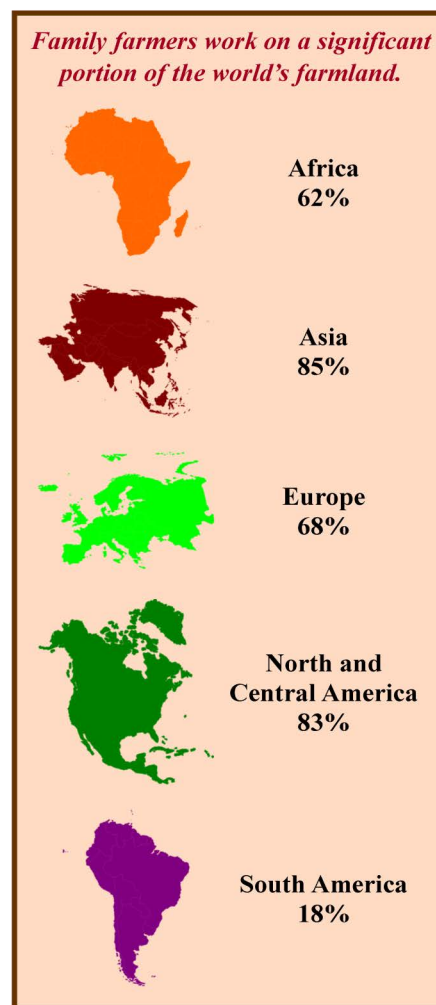 Family farmers work on a significant
portion of the world's farmland.
Africa
62%
Asia
85%
Europe
68%
North and
Central America
83%
South America
18%